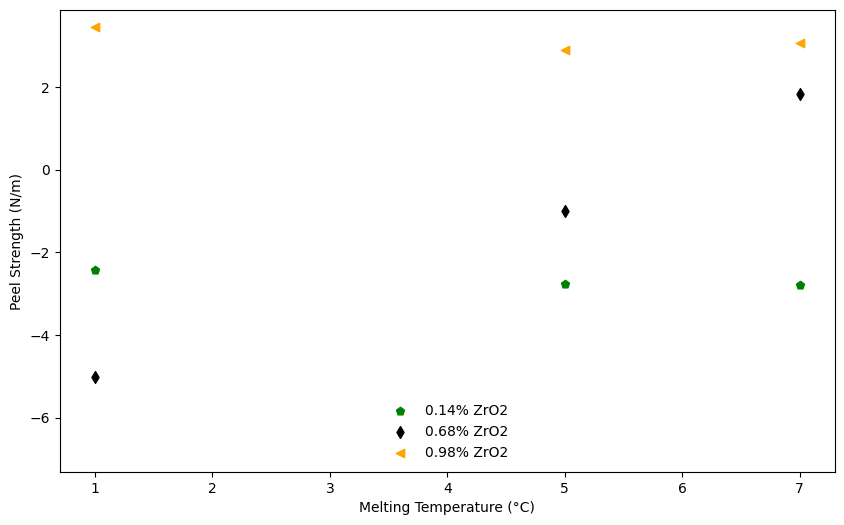 2
0
−2
−4
−6
Peel Strength (N/m)
0.14% ZrO2
0.68% ZrO2
0.98% ZrO2
1 2 3 4 5 6 7
Melting Temperature (°C)